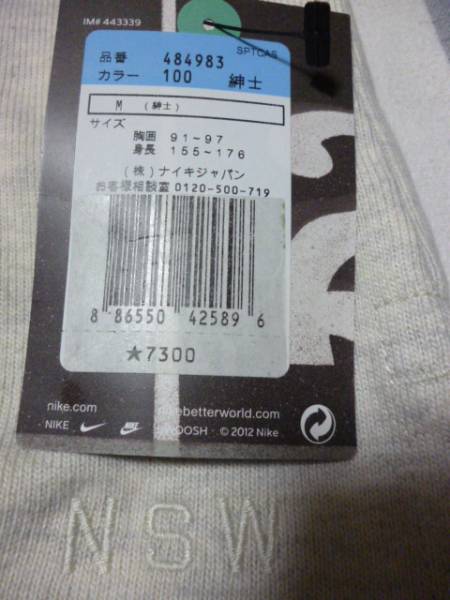 IM# 443339
SPTCAS
品番 484983
カラー 100 紳士
M (紳士)
サイズ
胸囲 91~97
身長 155~176
(株)ナイキジャパン
お客様相談室 0120-500-719
8 86550 42589 6
★7300
nike.com
nikebetterworld.com
NIKE
SWOOSH · © 2012 Nike
NSW